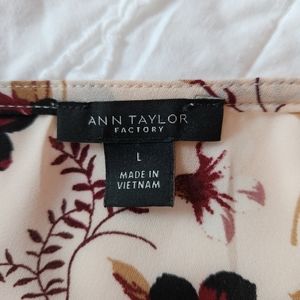 ANN TAYLOR
FACTORY
L
MADE IN
VIETNAM